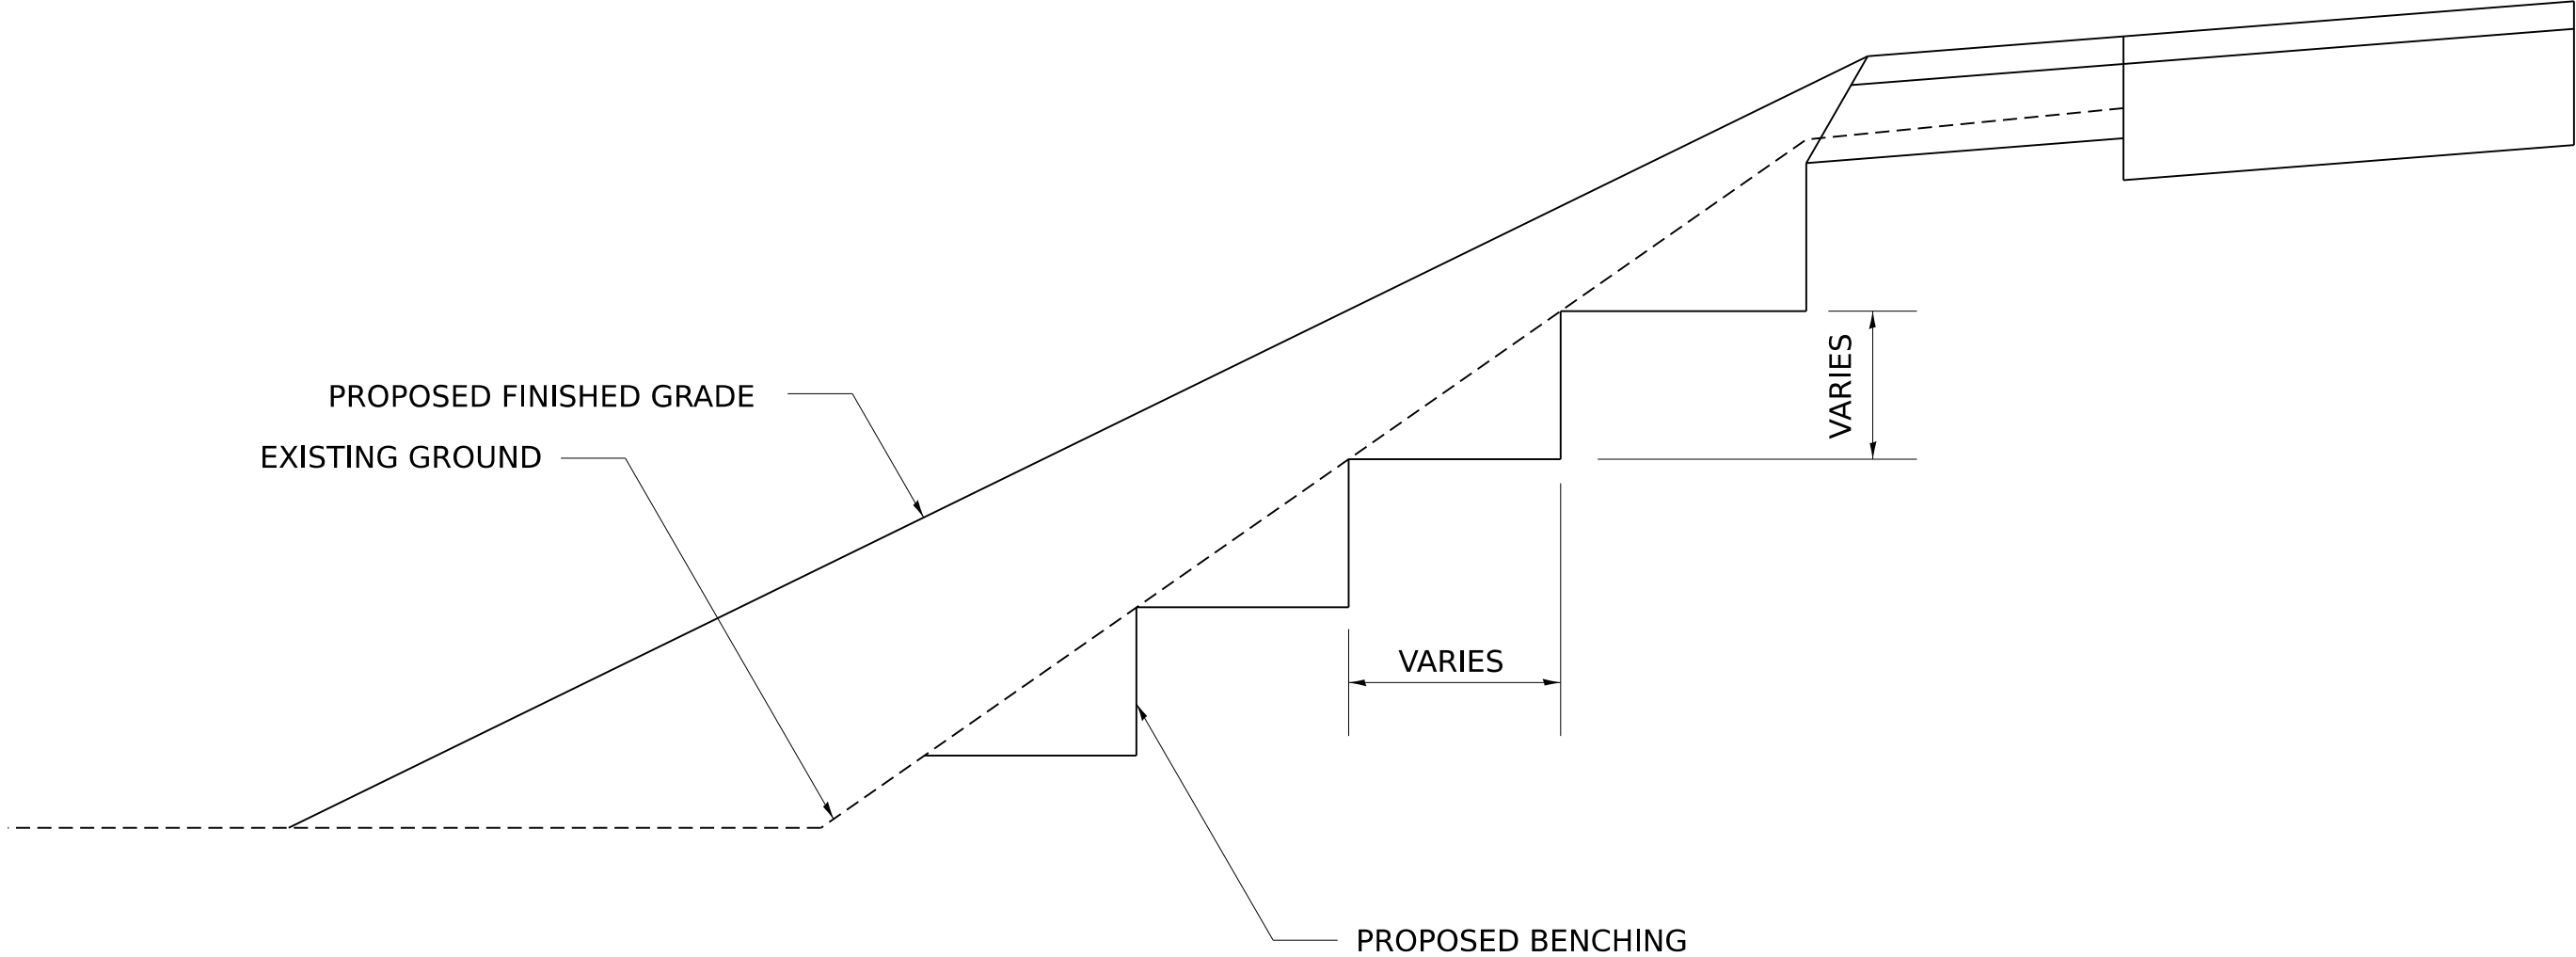 PROPOSED FINISHED GRADE
EXISTING GROUND
VARIES
VARIES
PROPOSED BENCHING